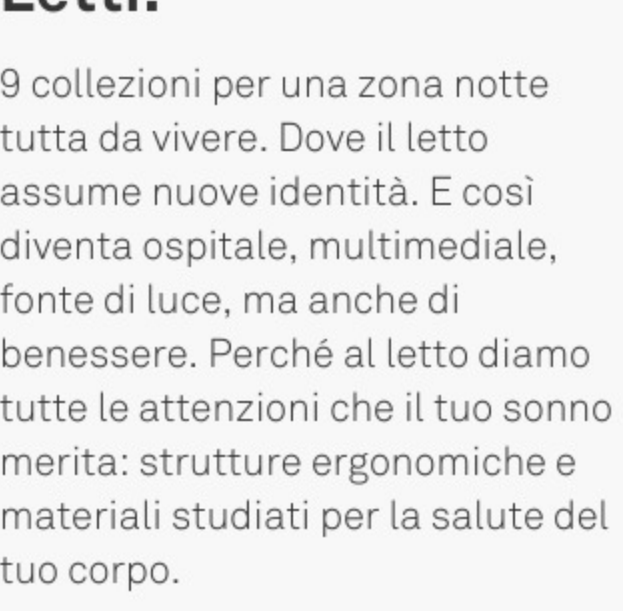 Letti.
9 collezioni per una zona notte
tutta da vivere. Dove il letto
assume nuove identità. E così
diventa ospitale, multimediale,
fonte di luce, ma anche di
benessere. Perché al letto diamo
tutte le attenzioni che il tuo sonno
merita: strutture ergonomiche e
materiali studiati per la salute del
tuo corpo.